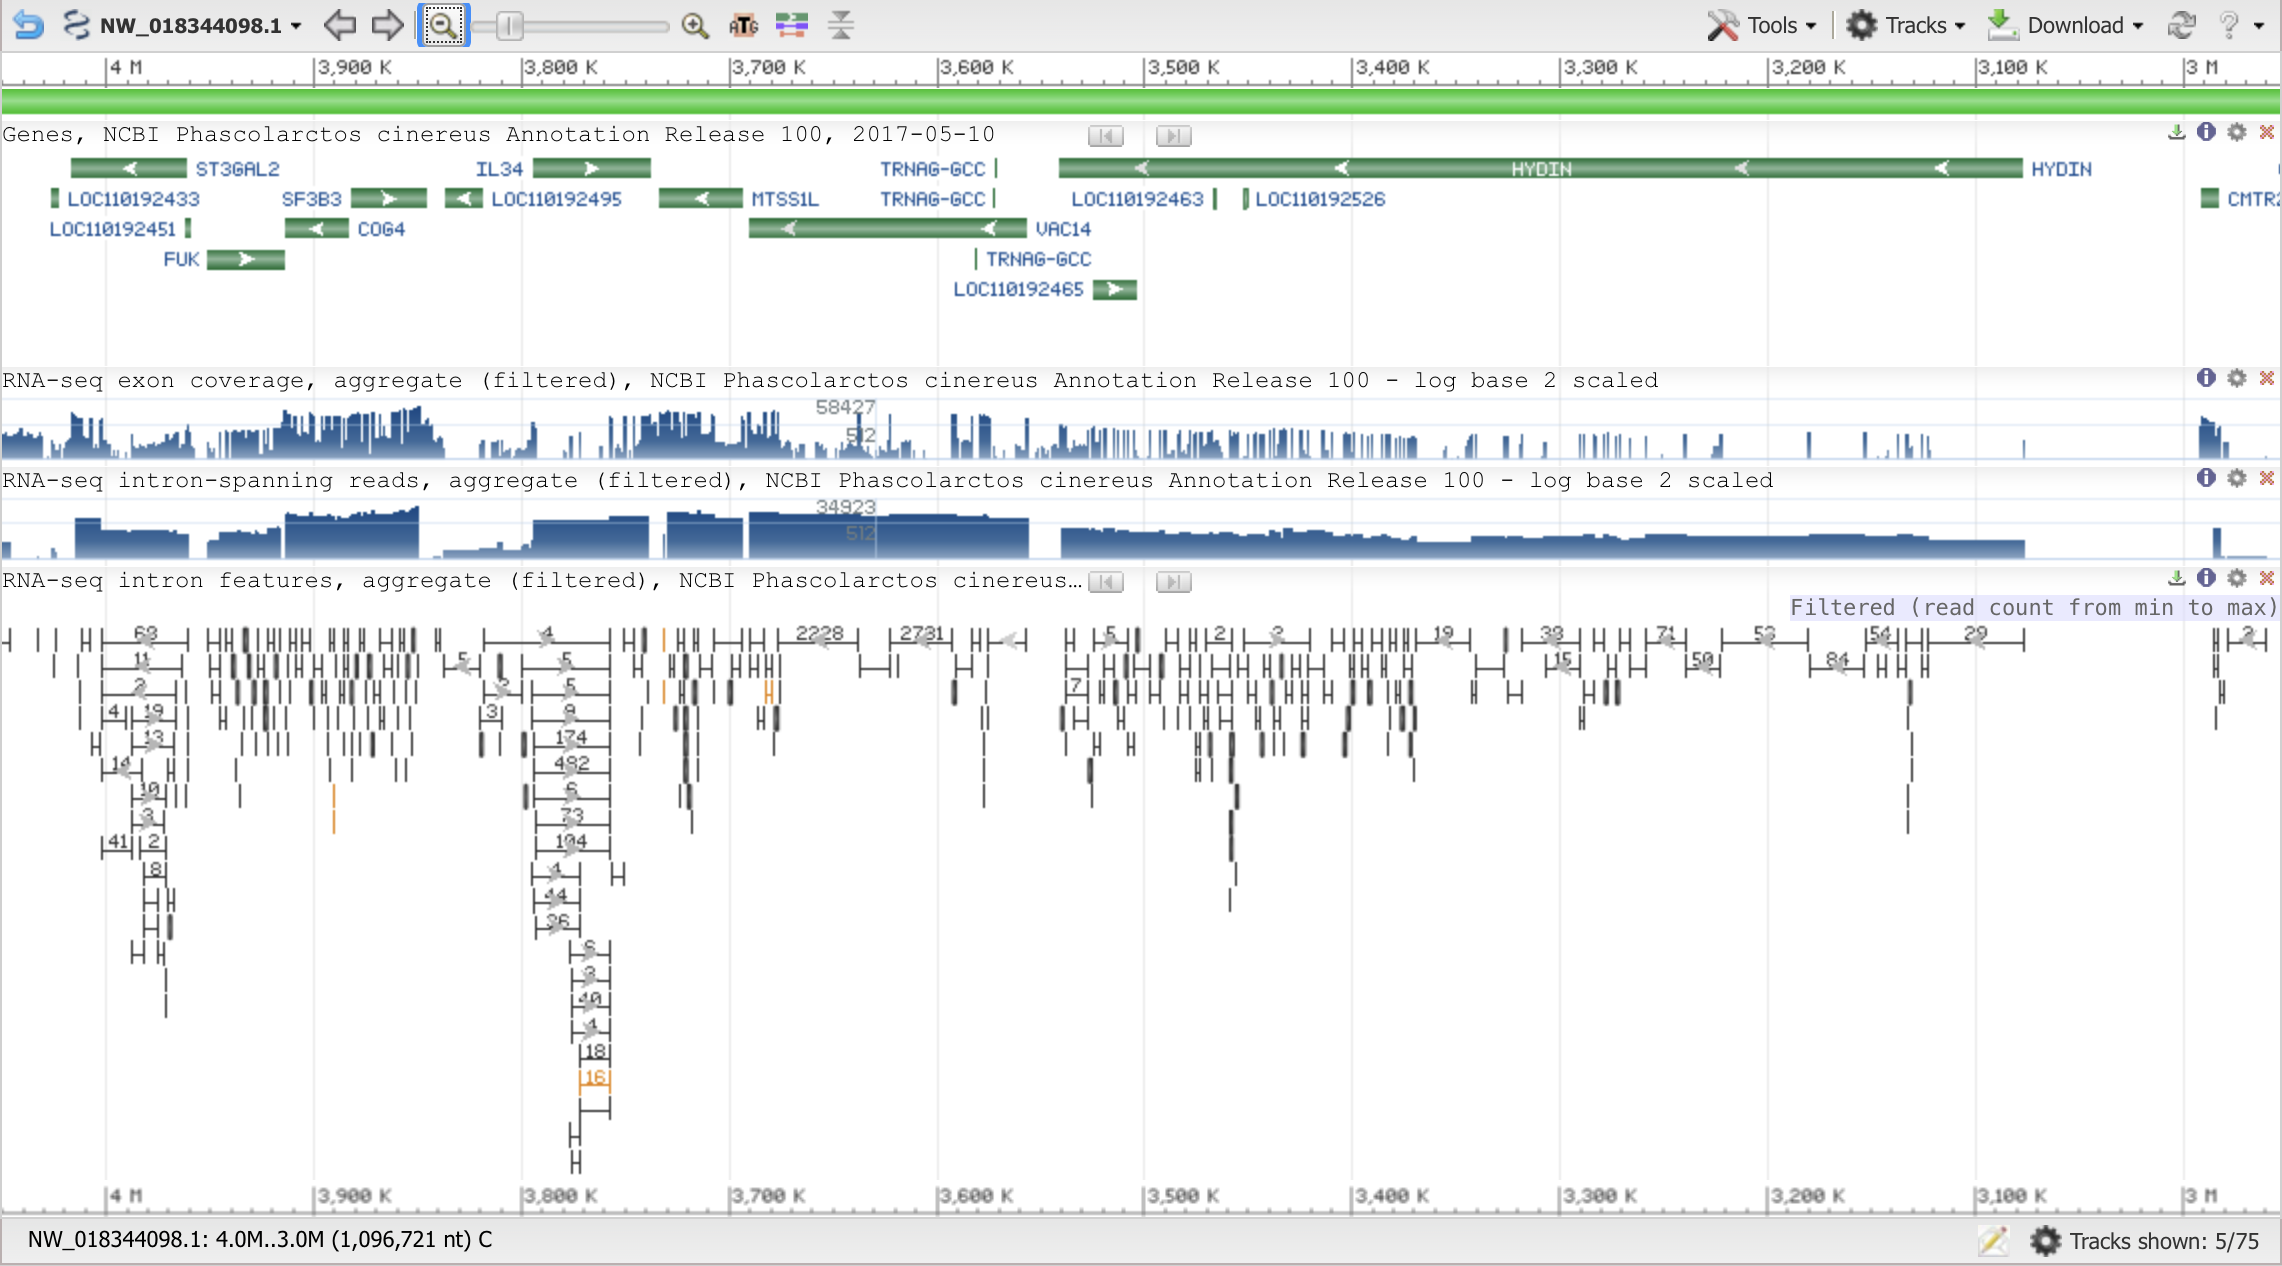 NW_018344098.1 Tools Tracks Download ?
4 M 3,900 K 3,800 K 3,700 K 3,600 K 3,500 K 3,400 K 3,300 K 3,200 K 3,100 K 3 M
Genes, NCBI Phascolarctos cinereus Annotation Release 100, 2017-05-10
ST3GAL2 IL34 TRNAG-GCC HYDIN HYDIN
LOC110192433 SF3B3 LOC110192495 MTSS1L TRNAG-GCC LOC110192463 LOC110192526 CMTR2
LOC110192451 COG4 VAC14
FUK TRNAG-GCC
LOC110192465
RNA-seq exon coverage, aggregate (filtered), NCBI Phascolarctos cinereus Annotation Release 100 - log base 2 scaled
58427
512
RNA-seq intron-spanning reads, aggregate (filtered), NCBI Phascolarctos cinereus Annotation Release 100 - log base 2 scaled
34923
512
RNA-seq intron features, aggregate (filtered), NCBI Phascolarctos cinereus…
Filtered (read count from min to max)
63 4 2228 2731 5 2 2 19 33 71 53 54 29 2
11 5 5 15 50 84
2 2 5 7
4 19 3 9
13 174
14 492
10 6
3 73
41 2 104
8 4
44
36
6
3
40
4
18
16
4 M 3,900 K 3,800 K 3,700 K 3,600 K 3,500 K 3,400 K 3,300 K 3,200 K 3,100 K 3 M
NW_018344098.1: 4.0M..3.0M (1,096,721 nt) C Tracks shown: 5/75